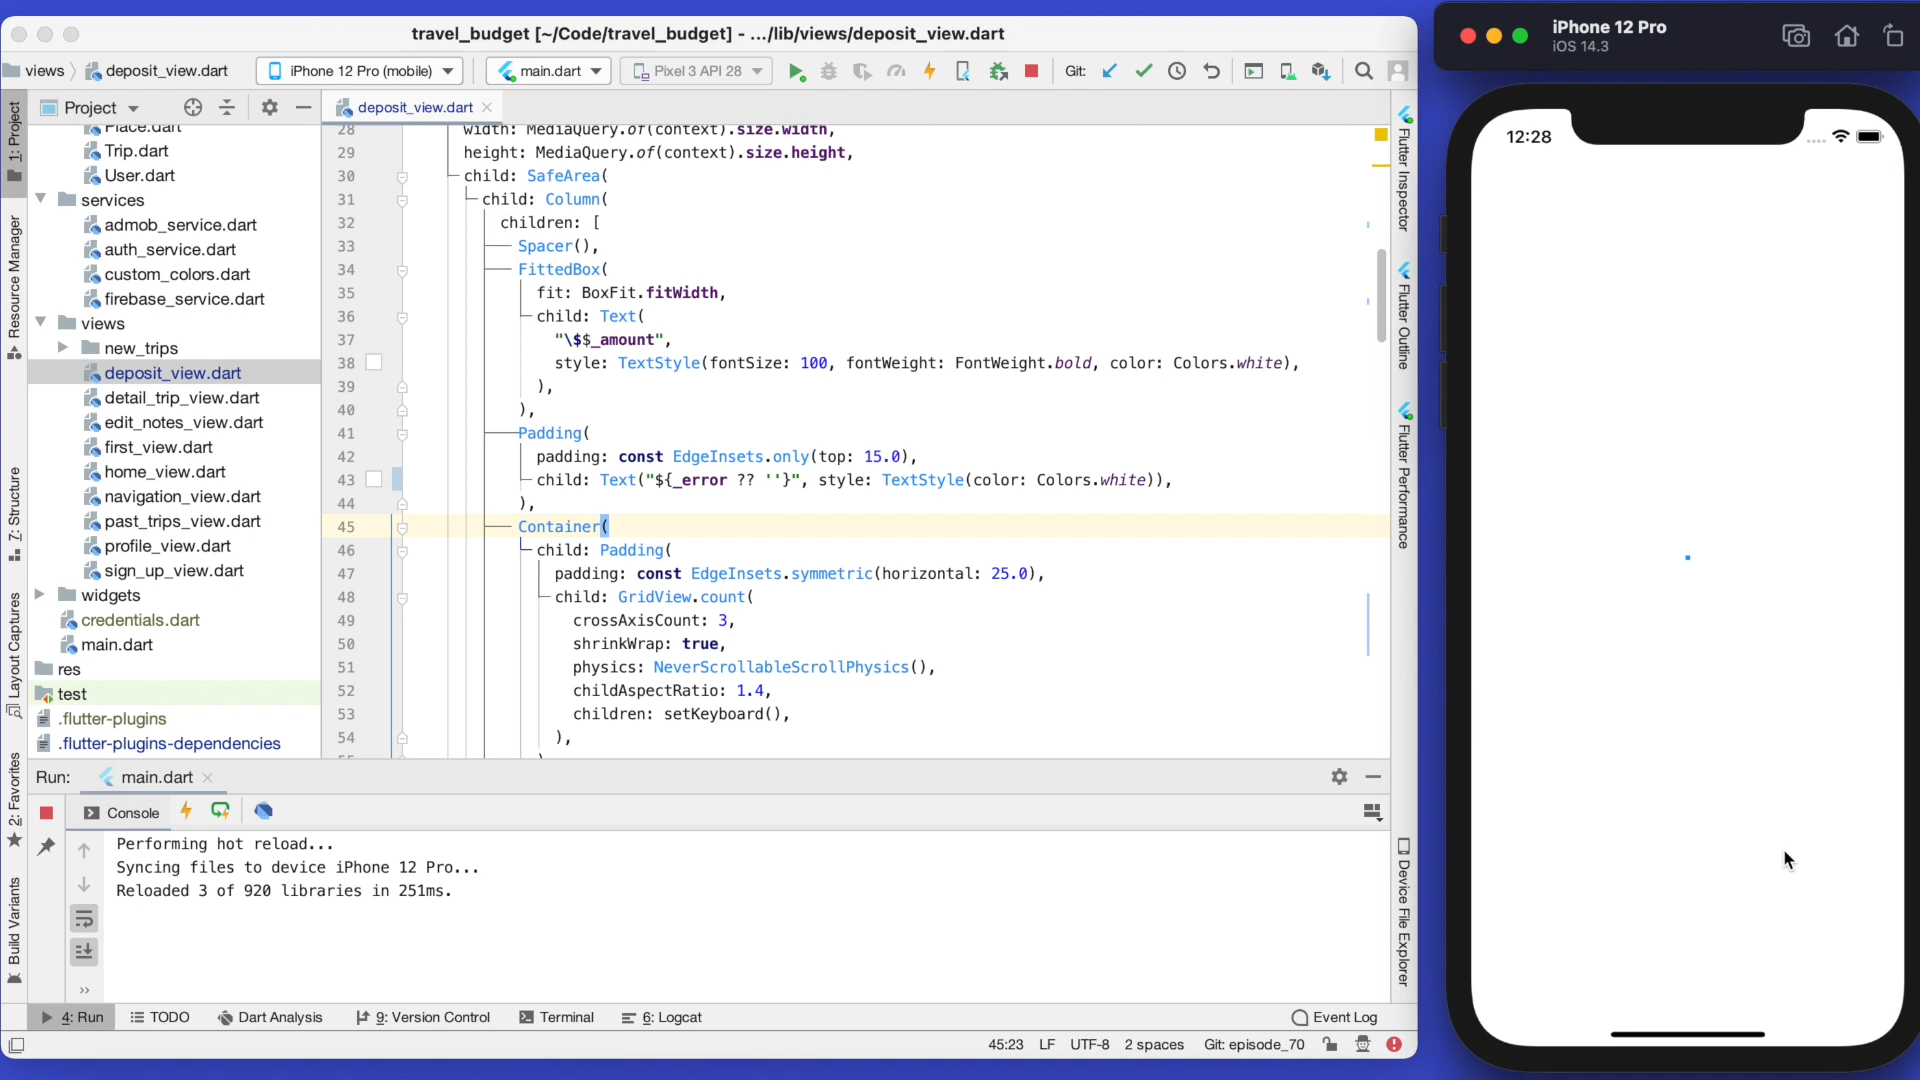 travel_budget [~/Code/travel_budget] - .../lib/views/deposit_view.dart
views deposit_view.dart iPhone 12 Pro (mobile) main.dart Pixel 3 API 28 Git:
1: Project
Resource Manager
7: Structure
Layout Captures
2: Favorites
Build Variants
Project
Place.dart
Trip.dart
User.dart
services
admob_service.dart
auth_service.dart
custom_colors.dart
firebase_service.dart
views
new_trips
deposit_view.dart
detail_trip_view.dart
edit_notes_view.dart
first_view.dart
home_view.dart
navigation_view.dart
past_trips_view.dart
profile_view.dart
sign_up_view.dart
widgets
credentials.dart
main.dart
res
test
.flutter-plugins
.flutter-plugins-dependencies
deposit_view.dart
28 width: MediaQuery.of(context).size.width,
29 height: MediaQuery.of(context).size.height,
30 child: SafeArea(
31 child: Column(
32 children: [
33 Spacer(),
34 FittedBox(
35 fit: BoxFit.fitWidth,
36 child: Text(
37 "\$$_amount",
38 style: TextStyle(fontSize: 100, fontWeight: FontWeight.bold, color: Colors.white),
39 ),
40 ),
41 Padding(
42 padding: const EdgeInsets.only(top: 15.0),
43 child: Text("${_error ?? ''}", style: TextStyle(color: Colors.white)),
44 ),
45 Container(
46 child: Padding(
47 padding: const EdgeInsets.symmetric(horizontal: 25.0),
48 child: GridView.count(
49 crossAxisCount: 3,
50 shrinkWrap: true,
51 physics: NeverScrollableScrollPhysics(),
52 childAspectRatio: 1.4,
53 children: setKeyboard(),
54 ),
Flutter Inspector
Flutter Outline
Flutter Performance
Device File Explorer
Run: main.dart
Console
Performing hot reload...
Syncing files to device iPhone 12 Pro...
Reloaded 3 of 920 libraries in 251ms.
4: Run TODO Dart Analysis 9: Version Control Terminal 6: Logcat Event Log
45:23 LF UTF-8 2 spaces Git: episode_70
iPhone 12 Pro
iOS 14.3
12:28